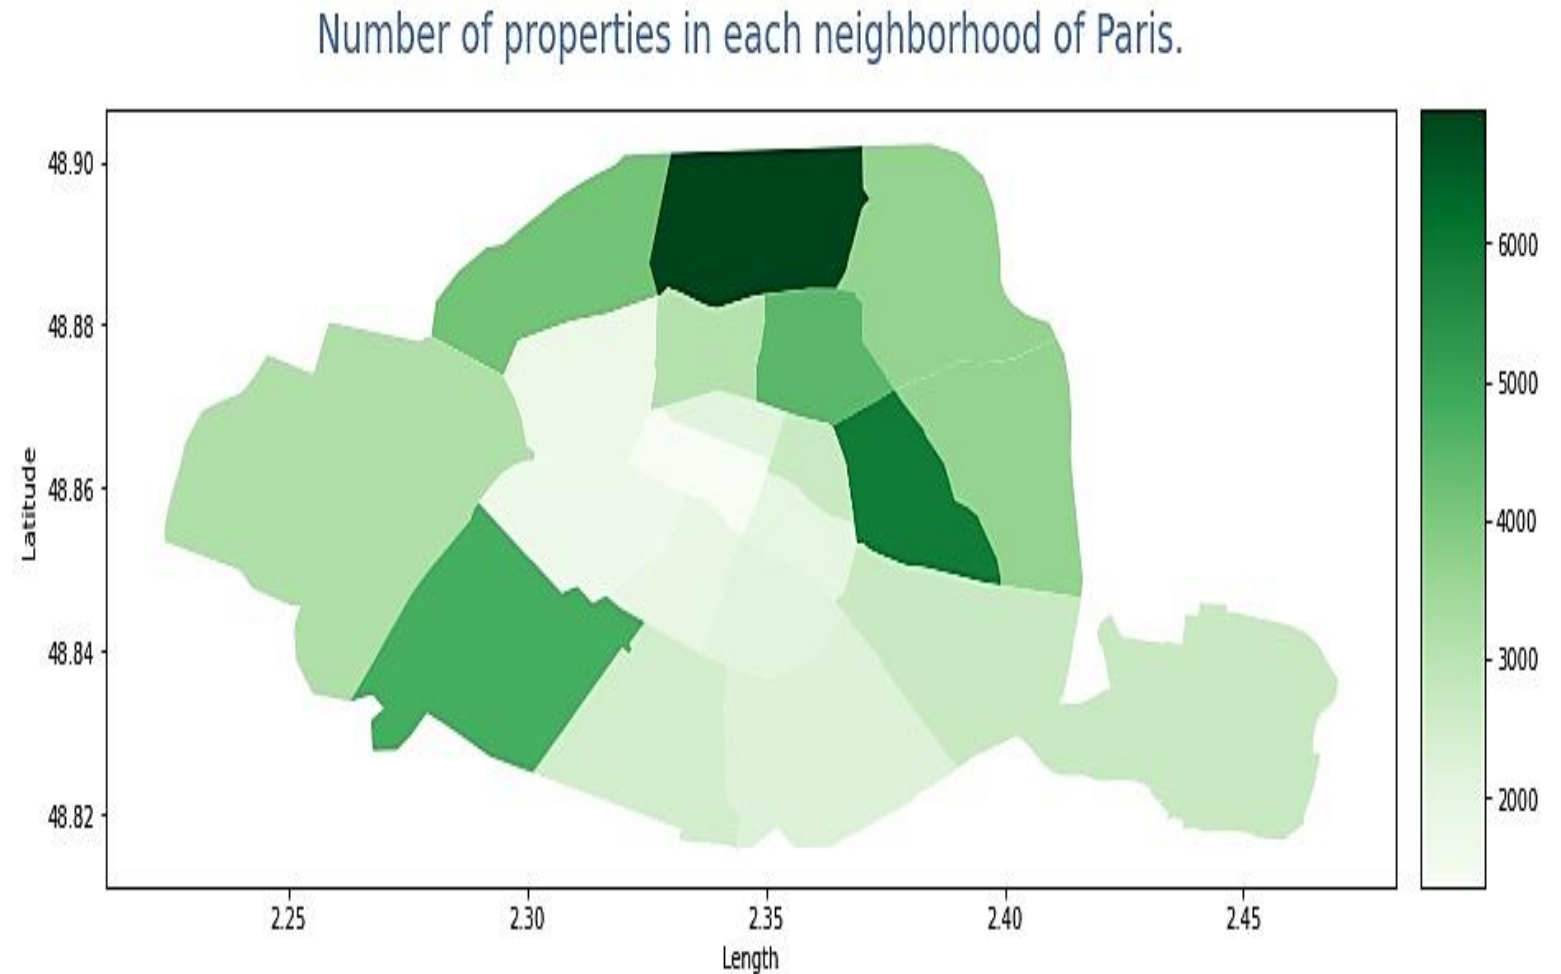 Number of properties in each neighborhood of Paris.
48.90
48.88
48.86
48.84
48.82
Latitude
2.25 2.30 2.35 2.40 2.45
Length
6000
5000
4000
3000
2000